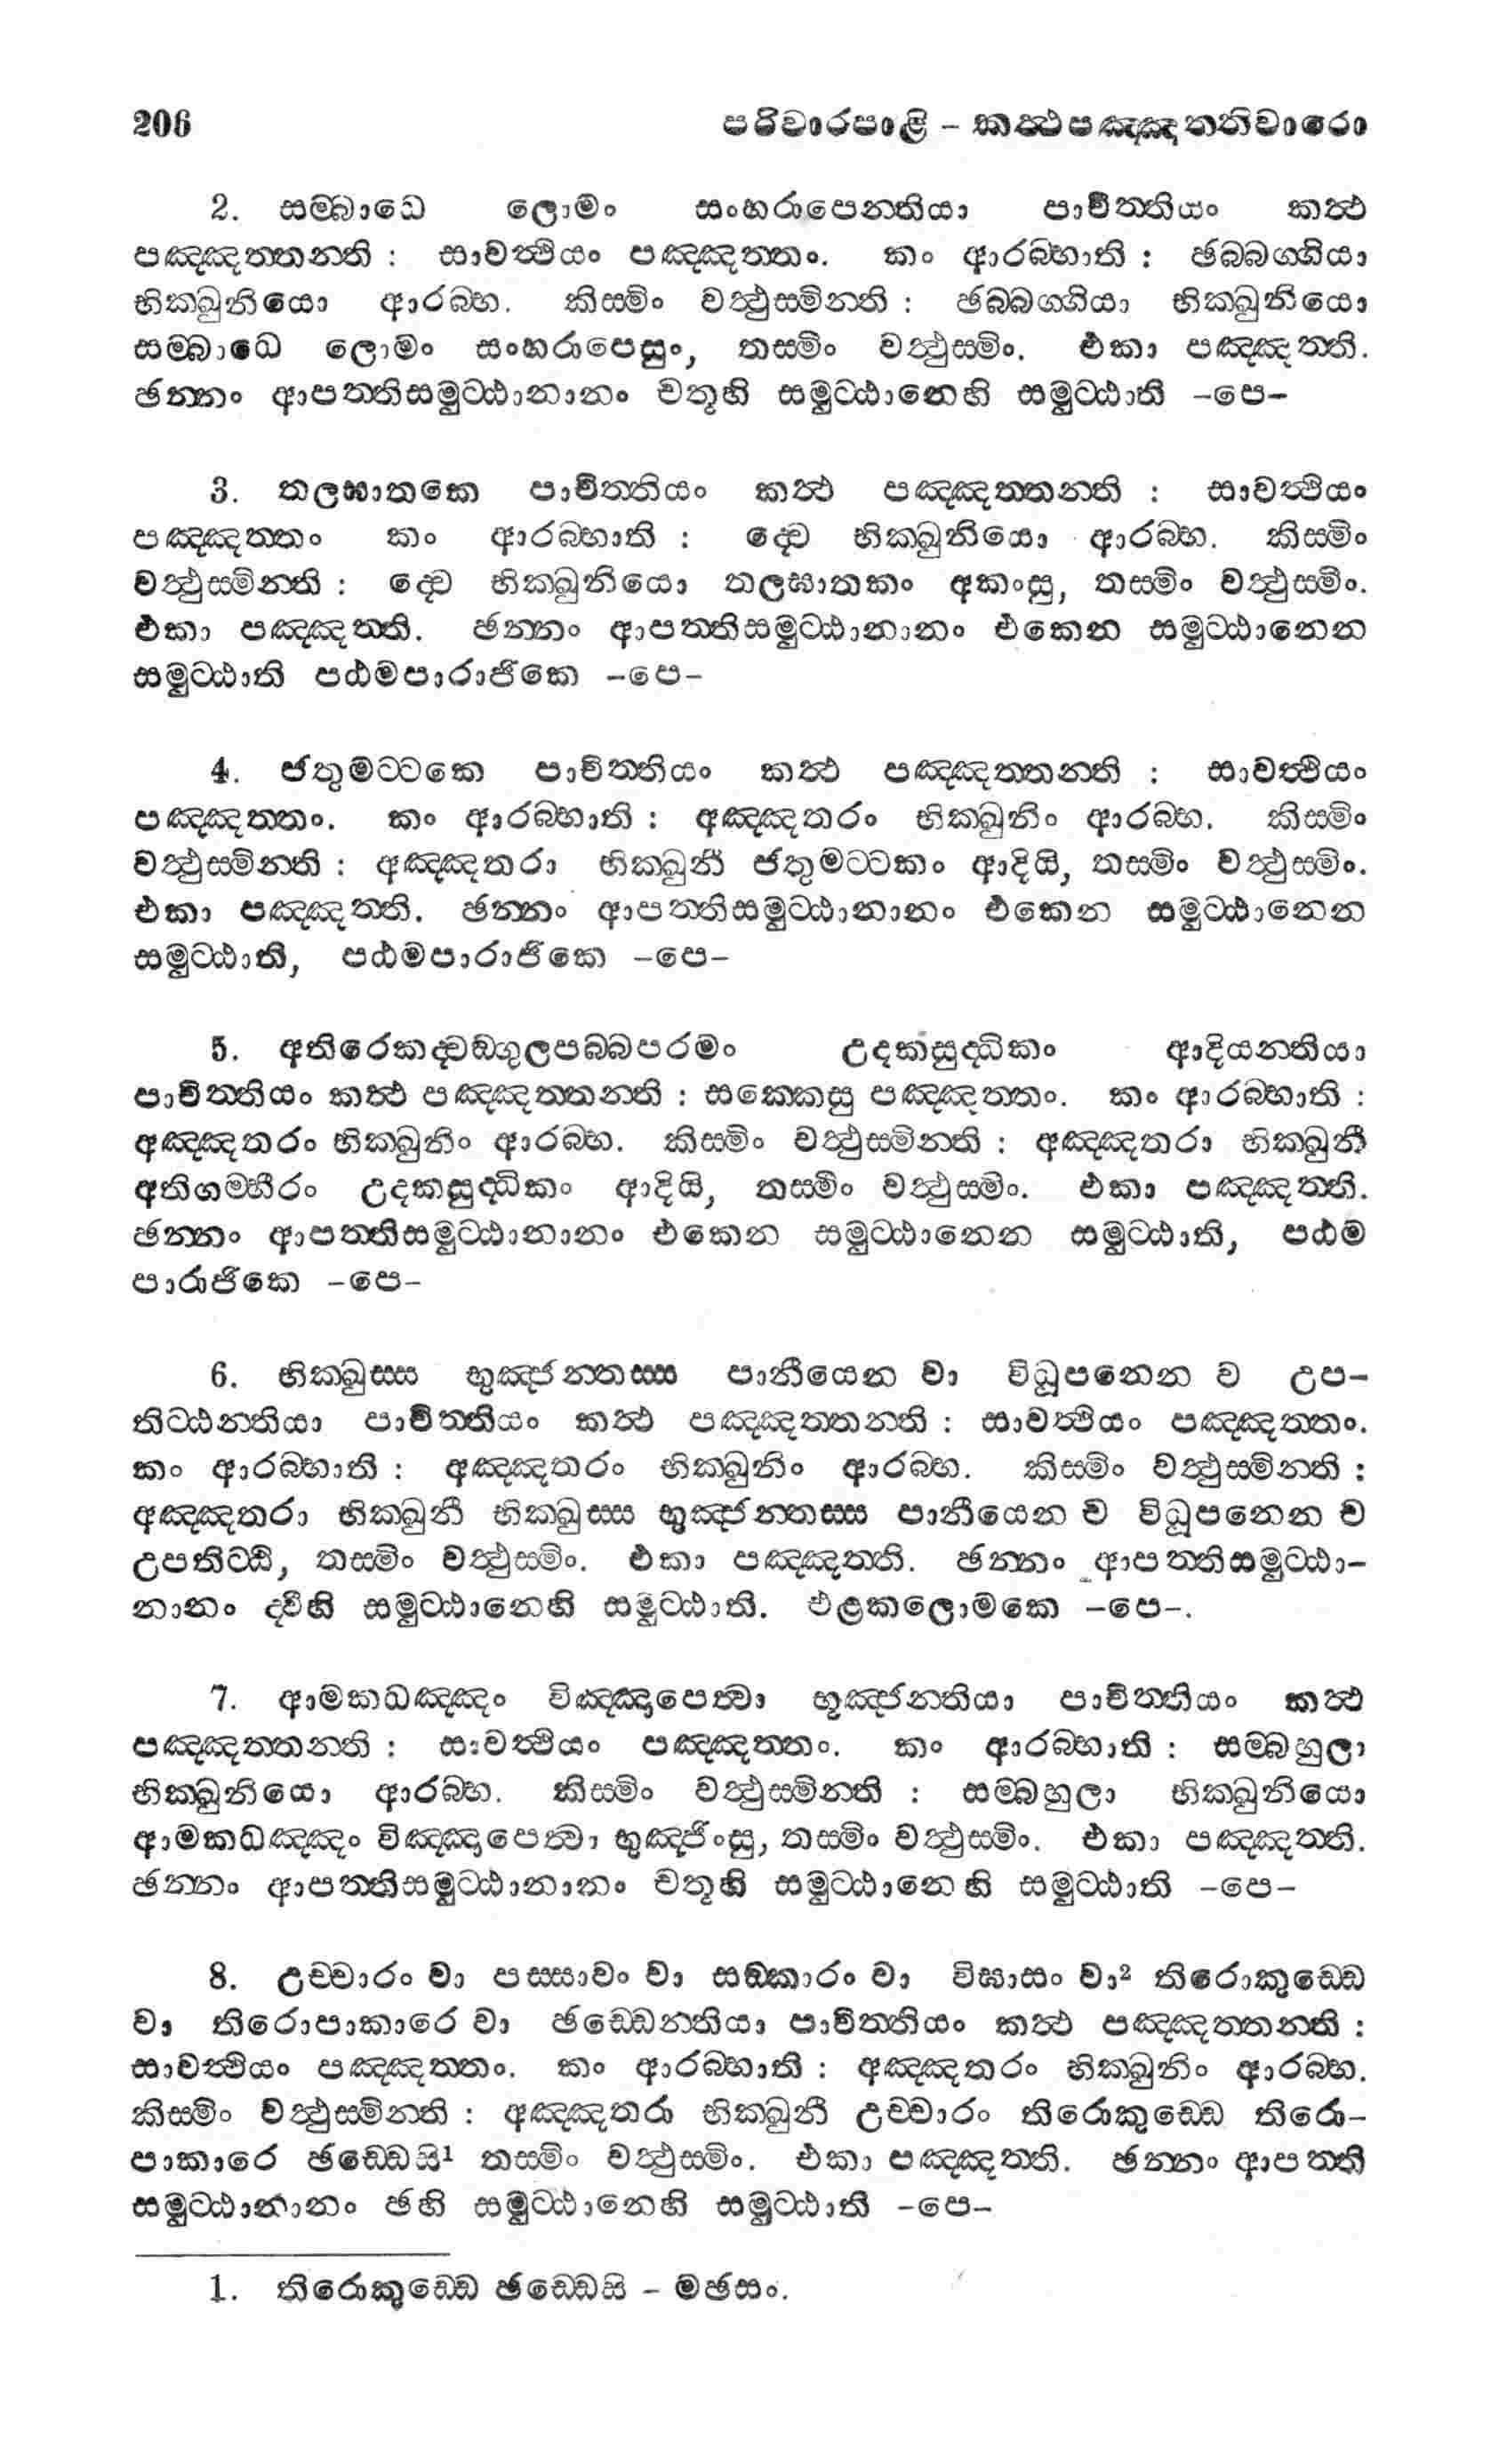 206 පරිවාරපාළි – කත්‍ථපඤ්ඤත්තිවාරො
2. සම්බාධෙ ලොමං සංහරාපෙන්තියා පාචිත්තියං කත්‍ථ
පඤ්ඤත්තන්ති : සාවත්‍ථියං පඤ්ඤත්තං. කං ආරබ්භාති : ඡබ්බග්ගියා
භික්ඛුනියො ආරබ්භ. කිස්මිං වත්‍ථුස්මින්ති : ඡබ්බග්ගියා භික්ඛුනියො
සම්බාධෙ ලොමං සංහරාපෙසුං, තස්මිං වත්‍ථුස්මිං. එකා පඤ්ඤත්ති.
ඡන්නං ආපත්තිසමුට්ඨානානං චතූහි සමුට්ඨානෙහි සමුට්ඨාති –පෙ–
3. තලඝාතකෙ පාචිත්තියං කත්‍ථ පඤ්ඤත්තන්ති : සාවත්‍ථියං
පඤ්ඤත්තං කං ආරබ්භාති : ද්වෙ භික්ඛුනියො ආරබ්භ. කිස්මිං
වත්‍ථුස්මින්ති : ද්වෙ භික්ඛුනියො තලඝාතකං අකංසු, තස්මිං වත්‍ථුස්මිං.
එකා පඤ්ඤත්ති. ඡන්නං ආපත්තිසමුට්ඨානානං එකෙන සමුට්ඨානෙන
සමුට්ඨාති පඨමපාරාජිකෙ –පෙ–
4. ජතුමට්ටකෙ පාචිත්තියං කත්‍ථ පඤ්ඤත්තන්ති : සාවත්‍ථියං
පඤ්ඤත්තං. කං ආරබ්භාති : අඤ්ඤතරං භික්ඛුනිං ආරබ්භ. කිස්මිං
වත්‍ථුස්මින්ති : අඤ්ඤතරා භික්ඛුනී ජතුමට්ටකං ආදියි, තස්මිං වත්‍ථුස්මිං.
එකා පඤ්ඤත්ති. ඡන්නං ආපත්තිසමුට්ඨානානං එකෙන සමුට්ඨානෙන
සමුට්ඨාති, පඨමපාරාජිකෙ –පෙ–
5. අතිරෙකද්වඞ්ගුලපබ්බපරමං උදකසුද්ධිකං ආදියන්තියා
පාචිත්තියං කත්‍ථ පඤ්ඤත්තන්ති : සක්කෙසු පඤ්ඤත්තං. කං ආරබ්භාති :
අඤ්ඤතරං භික්ඛුනිං ආරබ්භ. කිස්මිං වත්‍ථුස්මින්ති : අඤ්ඤතරා භික්ඛුනී
අතිගම්භීරං උදකසුද්ධිකං ආදියි, තස්මිං වත්‍ථුස්මිං. එකා පඤ්ඤත්ති.
ඡන්නං ආපත්තිසමුට්ඨානානං එකෙන සමුට්ඨානෙන සමුට්ඨාති, පඨම
පාරාජිකෙ –පෙ–
6. භික්ඛුස්ස භුඤ්ජන්තස්ස පානීයෙන වා විධූපනෙන ව උප–
තිට්ඨන්තියා පාචිත්තියං කත්‍ථ පඤ්ඤත්තන්ති : සාවත්‍ථියං පඤ්ඤත්තං.
කං ආරබ්භාති : අඤ්ඤතරං භික්ඛුනිං ආරබ්භ. කිස්මිං වත්‍ථුස්මින්ති :
අඤ්ඤතරා භික්ඛුනී භික්ඛුස්ස භුඤ්ජන්තස්ස පානීයෙන ච විධූපනෙන ච
උපතිට්ඨි, තස්මිං වත්‍ථුස්මිං. එකා පඤ්ඤත්ති. ඡන්නං ආපත්තිසමුට්ඨා–
නානං ද්වීහි සමුට්ඨානෙහි සමුට්ඨාති. එළකලොමකෙ –පෙ–.
7. ආමකධඤ්ඤං විඤ්ඤාපෙත්‍වා භූඤ්ජන්තියා පාචිත්තියං කත්‍ථ
පඤ්ඤත්තන්ති : සාවත්‍ථියං පඤ්ඤත්තං. කං ආරබ්භාති : සම්බහුලා
භික්ඛුනියො ආරබ්භ. කිස්මිං වත්‍ථුස්මින්ති : සම්බහුලා භික්ඛුනියො
ආමකධඤ්ඤං විඤ්ඤාපෙත්‍වා භුඤ්ජිංසු, තස්මිං වත්‍ථුස්මිං. එකා පඤ්ඤත්ති.
ඡන්නං ආපත්තිසමුට්ඨානානං චතූහි සමුට්ඨානෙහි සමුට්ඨාති –පෙ–
8. උච්චාරං වා පස්සාවං වා සඞ්කාරං වා විඝාසං වා² තිරොකුඩ්ඩෙ
වා තිරොපාකාරෙ වා ඡඩ්ඩෙන්තියා පාචිත්තියං කත්‍ථ පඤ්ඤත්තන්ති :
සාවත්‍ථියං පඤ්ඤත්තං. කං ආරබ්භාති : අඤ්ඤතරං භික්ඛුනිං ආරබ්භ.
කිස්මිං වත්‍ථුස්මින්ති : අඤ්ඤතරා භික්ඛුනී උච්චාරං තිරොකුඩ්ඩෙ තිරො–
පාකාරෙ ඡඩ්ඩෙසි¹ තස්මිං වත්‍ථුස්මිං. එකා පඤ්ඤත්ති. ඡන්නං ආපත්ති
සමුට්ඨානානං ඡහි සමුට්ඨානෙහි සමුට්ඨාති –පෙ–
1. තිරොකුඩ්ඩෙ ඡඩ්ඩෙසි – මඡසං.